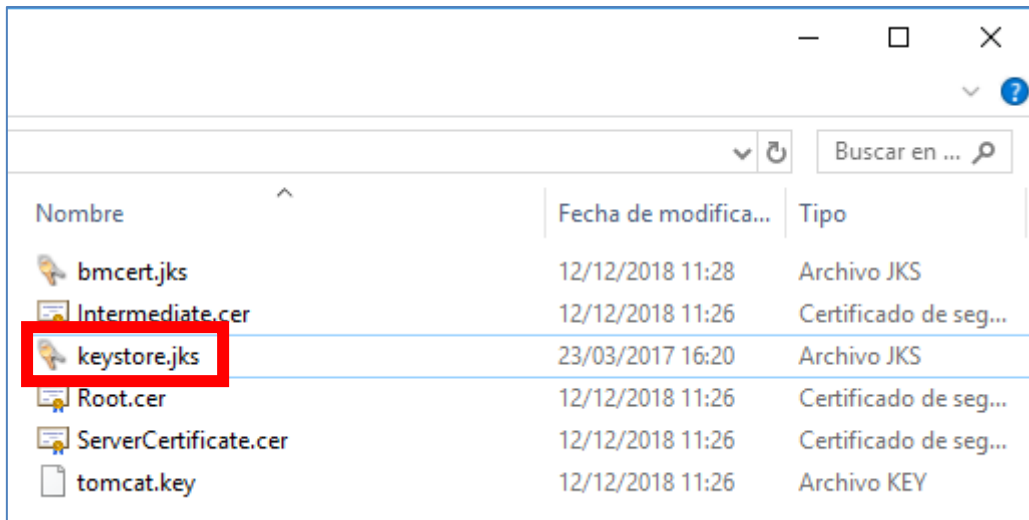 Buscar en ...
Nombre Fecha de modifica... Tipo
bmcert.jks 12/12/2018 11:28 Archivo JKS
Intermediate.cer 12/12/2018 11:26 Certificado de seg...
keystore.jks 23/03/2017 16:20 Archivo JKS
Root.cer 12/12/2018 11:26 Certificado de seg...
ServerCertificate.cer 12/12/2018 11:26 Certificado de seg...
tomcat.key 12/12/2018 11:26 Archivo KEY